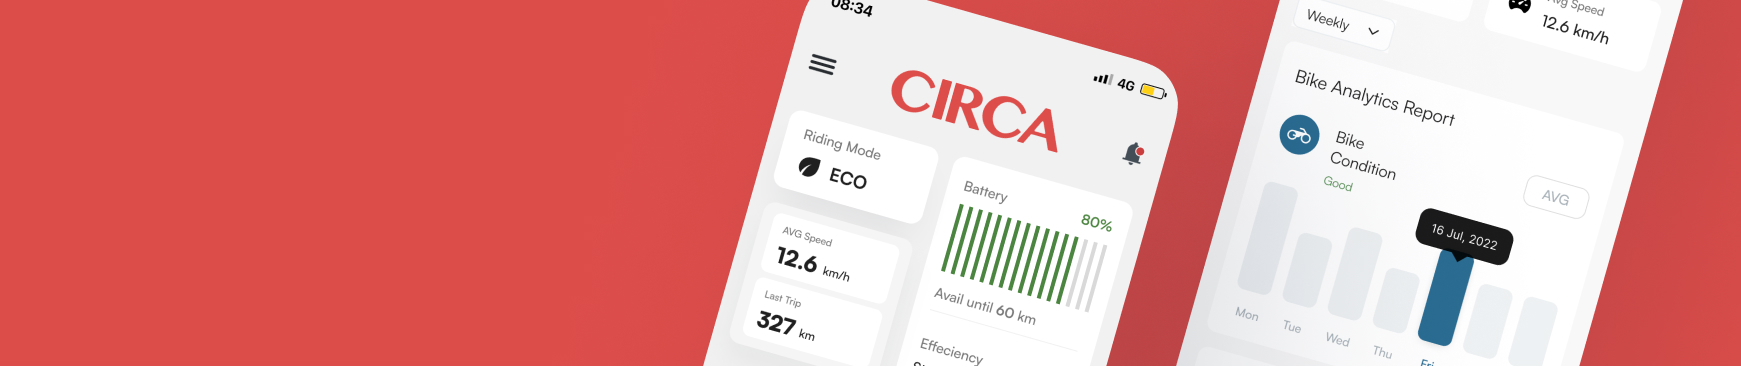 08:34
4G
CIRCA
Riding Mode
ECO
Battery
80%
AVG Speed
12.6 km/h
Last Trip
327 km
Avail until 60 km
Effeciency
Avg Speed
12.6 km/h
Weekly
Bike Analytics Report
Bike
Condition
Good
AVG
16 Jul, 2022
Mon
Tue
Wed
Thu
Fri